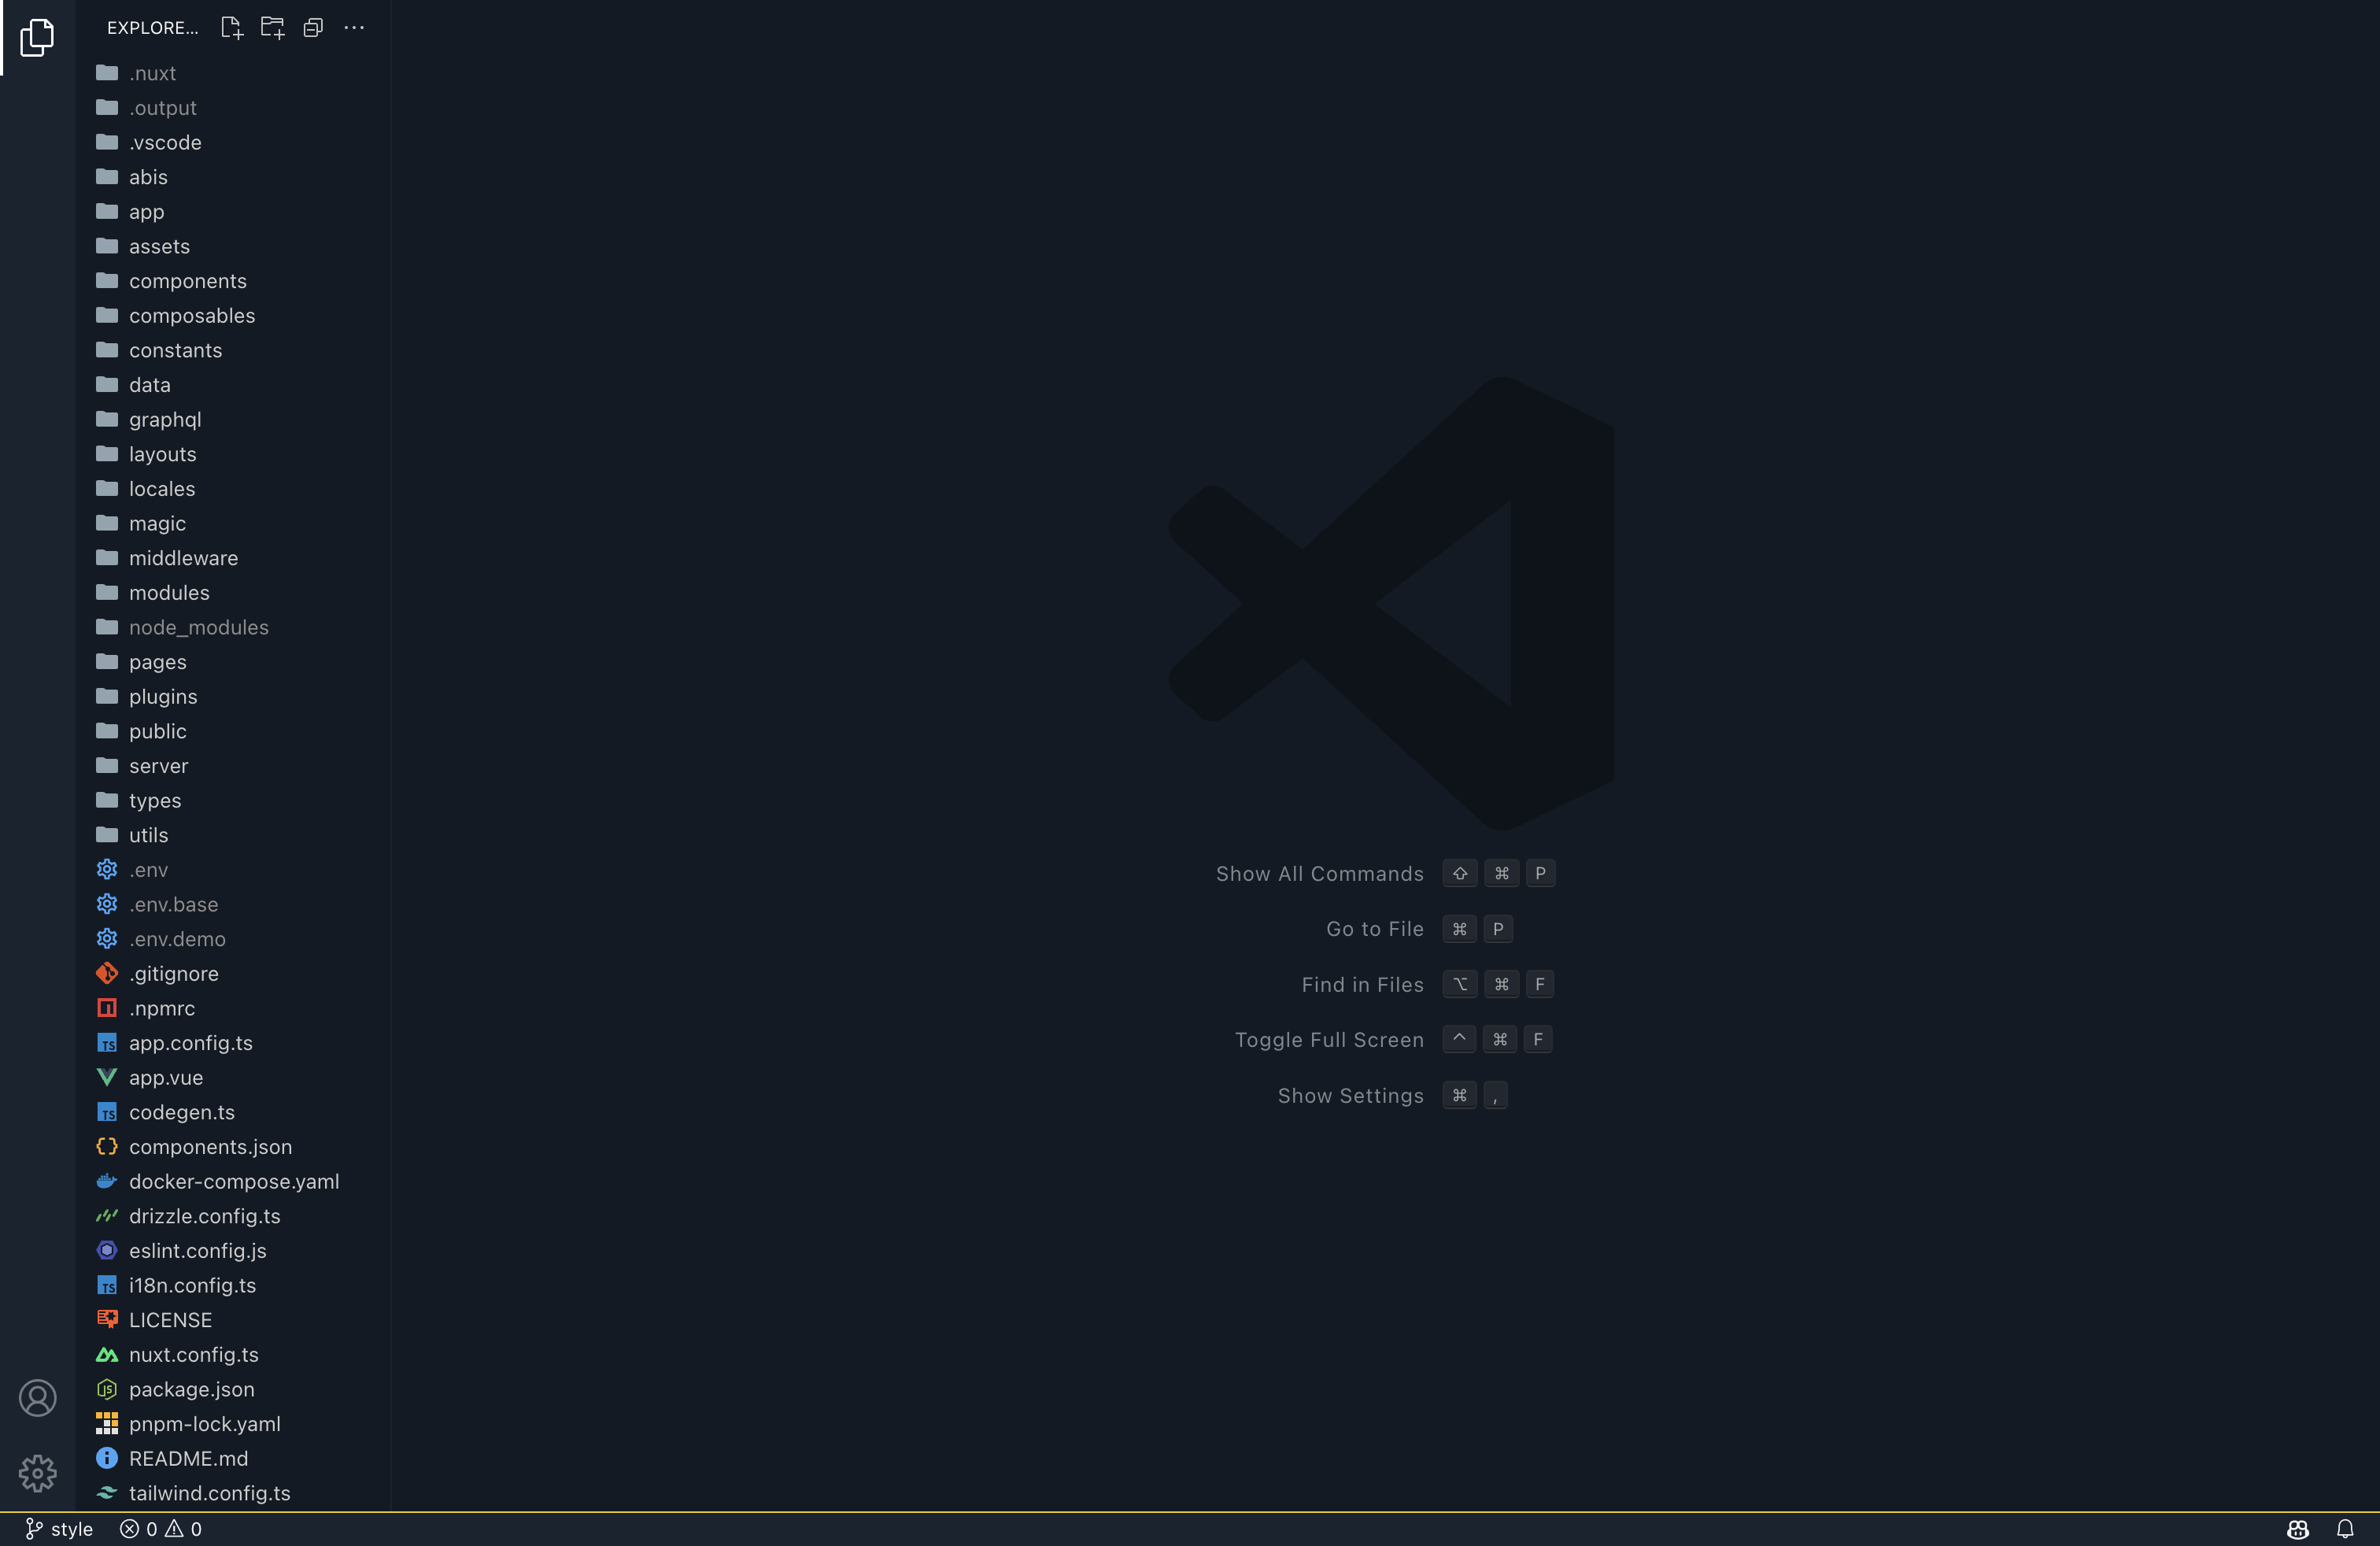 EXPLORE...
.nuxt
.output
.vscode
abis
app
assets
components
composables
constants
data
graphql
layouts
locales
magic
middleware
modules
node_modules
pages
plugins
public
server
types
utils
.env
.env.base
.env.demo
.gitignore
.npmrc
app.config.ts
app.vue
codegen.ts
components.json
docker-compose.yaml
drizzle.config.ts
eslint.config.js
i18n.config.ts
LICENSE
nuxt.config.ts
package.json
pnpm-lock.yaml
README.md
tailwind.config.ts
Show All Commands ⇧ ⌘ P
Go to File ⌘ P
Find in Files ⌥ ⌘ F
Toggle Full Screen ^ ⌘ F
Show Settings ⌘ ,
style 0 0